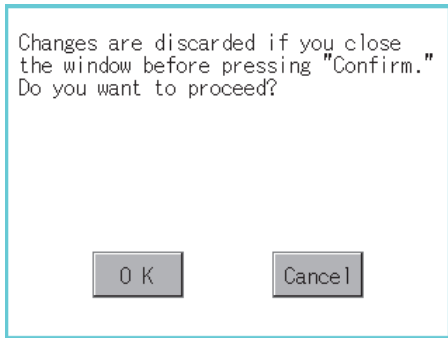 Changes are discarded if you close
the window before pressing "Confirm."
Do you want to proceed?
OK Cancel